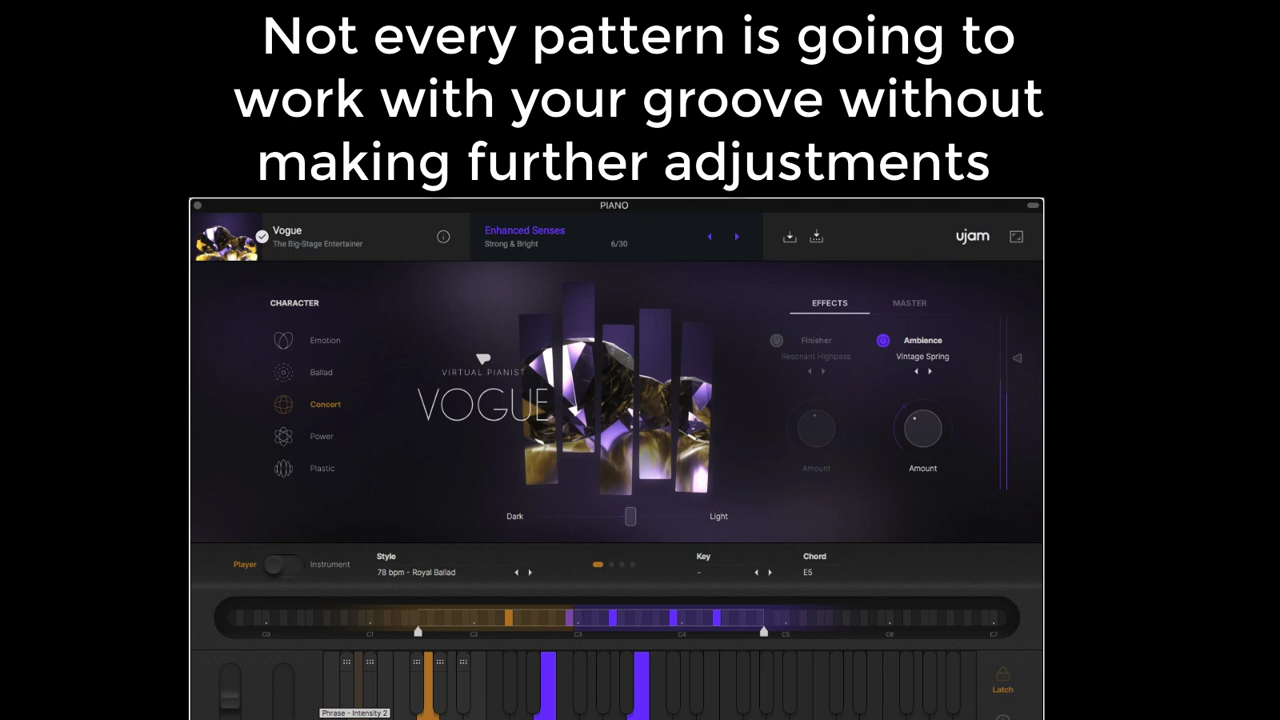 Not every pattern is going to
work with your groove without
making further adjustments
PIANO
Vogue
The Big-Stage Entertainer
Enhanced Senses
Strong & Bright
6/30
ujam
CHARACTER
Emotion
Ballad
Concert
Power
Plastic
VIRTUAL PIANIST
VOGUE
Dark
Light
EFFECTS
MASTER
Finisher
Resonant Highpass
Amount
Ambience
Vintage Spring
Amount
Player
Instrument
Style
78 bpm - Royal Ballad
Key
-
Chord
E5
C0
C1
C2
C3
C4
C5
C6
C7
Latch
Phrase - Intensity 2